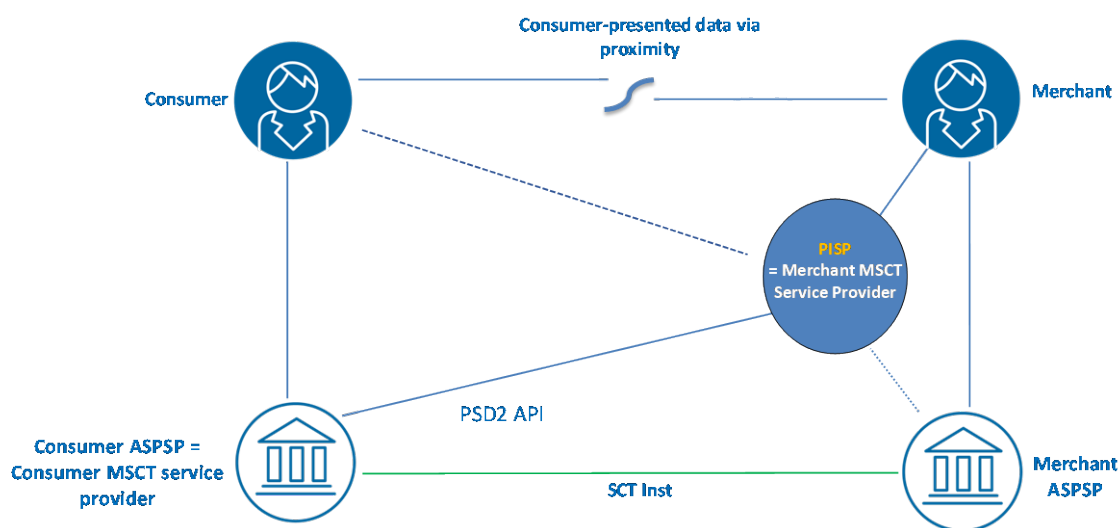 Consumer-presented data via
proximity
Consumer
Merchant
PISP
= Merchant MSCT
Service Provider
PSD2 API
Consumer ASPSP =
Consumer MSCT service
provider
SCT Inst
Merchant
ASPSP